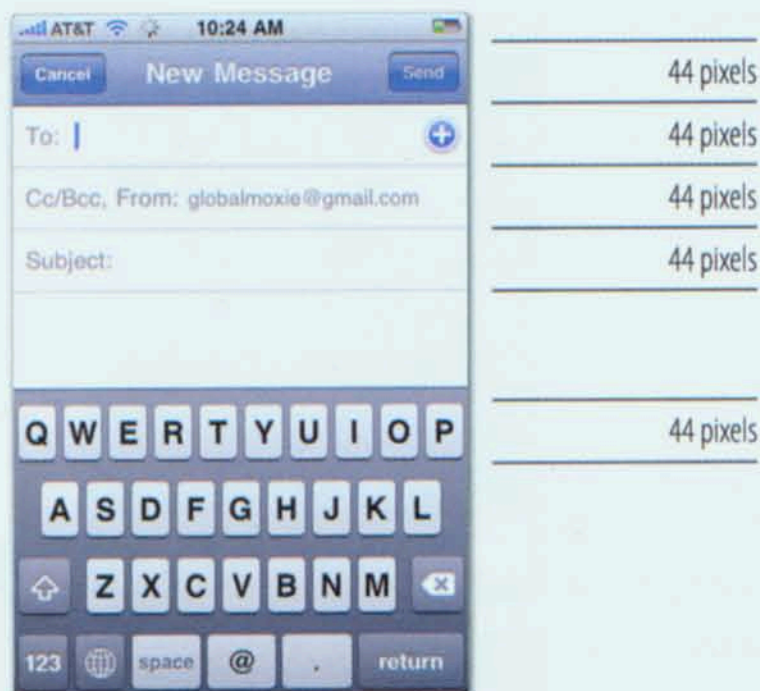 AT&T 10:24 AM
Cancel New Message Send
44 pixels
To:
44 pixels
Cc/Bcc, From: globalmoxie@gmail.com
44 pixels
Subject:
44 pixels
Q W E R T Y U I O P
44 pixels
A S D F G H J K L
Z X C V B N M
123 space @ . return